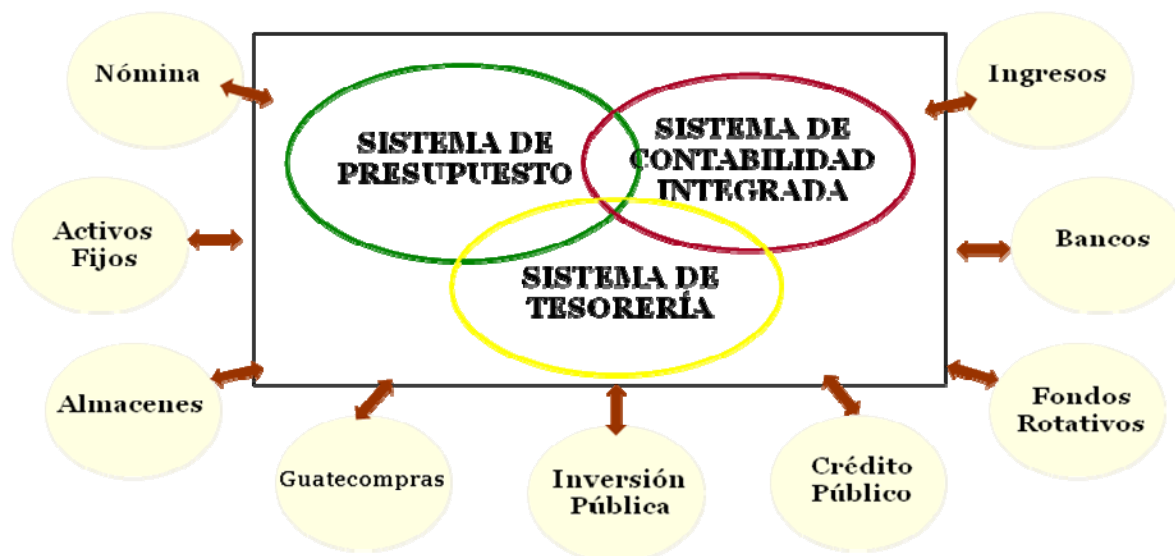 Nómina
Ingresos
SISTEMA DE
PRESUPUESTO
SISTEMA DE
CONTABILIDAD
INTEGRADA
Activos
Fijos
Bancos
SISTEMA DE
TESORERÍA
Almacenes
Fondos
Rotativos
Guatecompras
Inversión
Pública
Crédito
Público